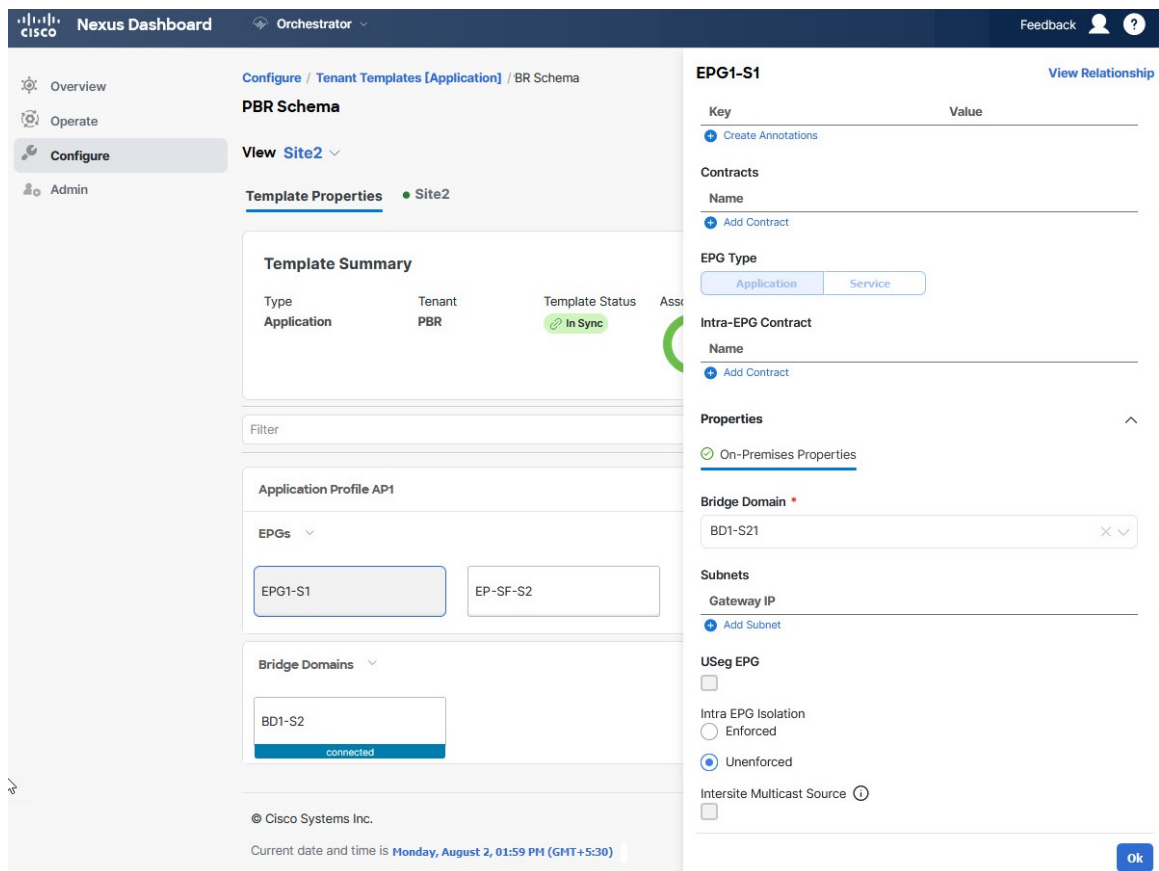 cisco Nexus Dashboard Orchestrator Feedback ?
Overview
Operate
Configure
Admin
Configure / Tenant Templates [Application] / BR Schema
PBR Schema
View Site2
Template Properties Site2
Template Summary
Type Tenant Template Status Asso
Application PBR In Sync
Filter
Application Profile AP1
EPGs
EPG1-S1 EP-SF-S2
Bridge Domains
BD1-S2
connected
© Cisco Systems Inc.
Current date and time is Monday, August 2, 01:59 PM (GMT+5:30)
EPG1-S1 View Relationship
Key Value
Create Annotations
Contracts
Name
Add Contract
EPG Type
Application Service
Intra-EPG Contract
Name
Add Contract
Properties
On-Premises Properties
Bridge Domain *
BD1-S21
Subnets
Gateway IP
Add Subnet
USeg EPG
Intra EPG Isolation
Enforced
Unenforced
Intersite Multicast Source
Ok